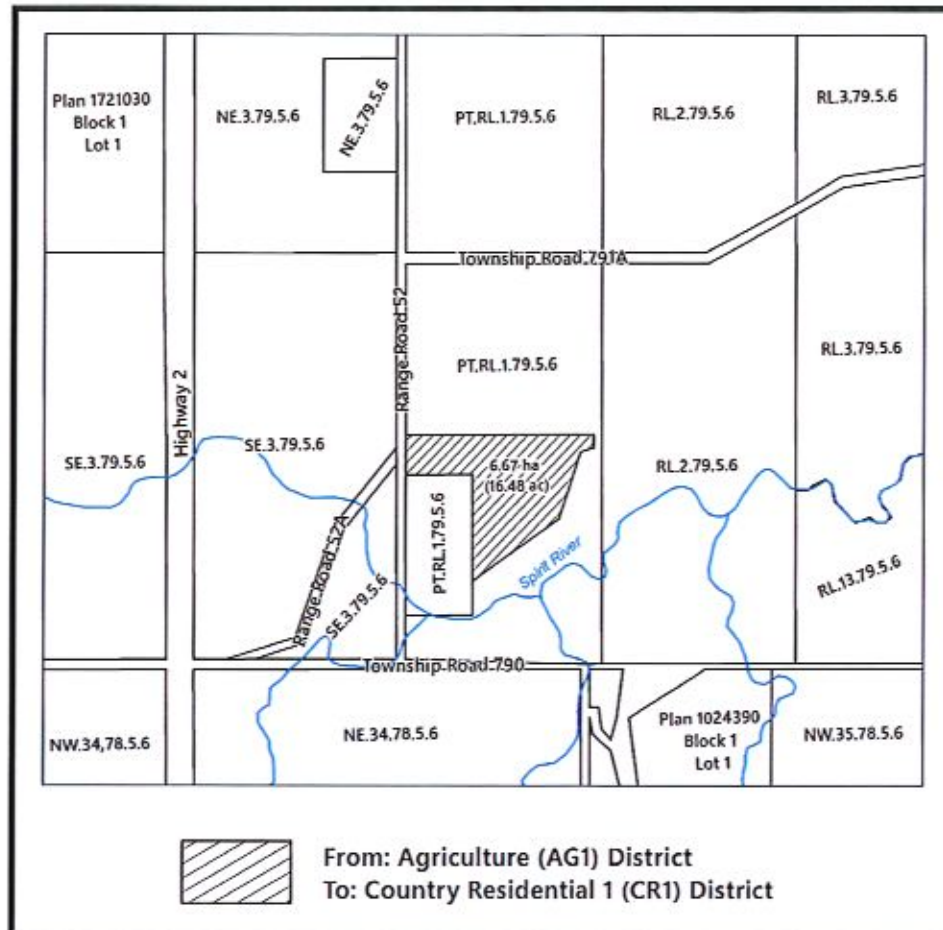 Plan 1721030
Block 1
Lot 1
NE.3.79.5.6
NE.3.79.5.6
PT.RL.1.79.5.6
RL.2.79.5.6
RL.3.79.5.6
Township Road 791A
Range Road 52
Highway 2
PT.RL.1.79.5.6
RL.3.79.5.6
SE.3.79.5.6
SE.3.79.5.6
6.67 ha
(16.48 ac)
RL.2.79.5.6
PT.RL.1.79.5.6
Range Road 52A
SE.3.79.5.6
Spirit River
RL.13.79.5.6
Township Road 790
NW.34.78.5.6
NE.34.78.5.6
Plan 1024390
Block 1
Lot 1
NW.35.78.5.6
From: Agriculture (AG1) District
To: Country Residential 1 (CR1) District